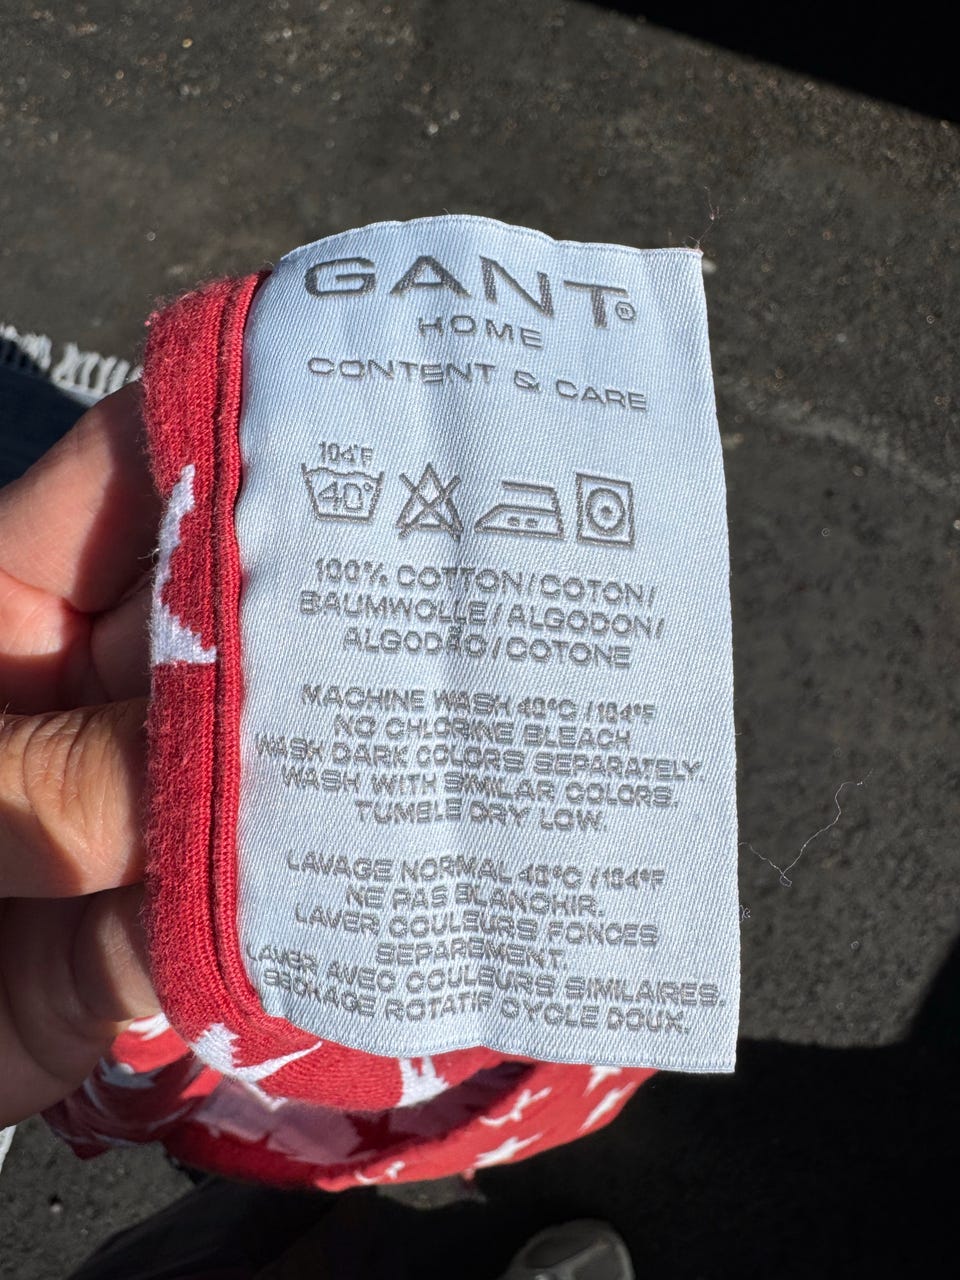 GANT®
HOME
CONTENT & CARE
104°F
40°
100% COTTON/COTON/
BAUMWOLLE/ALGODON/
ALGODÃO/COTONE
MACHINE WASH 40°C /104°F
NO CHLORINE BLEACH
WASH DARK COLORS SEPARATELY.
WASH WITH SIMILAR COLORS.
TUMBLE DRY LOW.
LAVAGE NORMAL 40°C /104°F
NE PAS BLANCHIR.
LAVER COULEURS FONCES
SEPAREMENT.
LAVER AVEC COULEURS SIMILAIRES.
SECHAGE ROTATIF CYCLE DOUX.